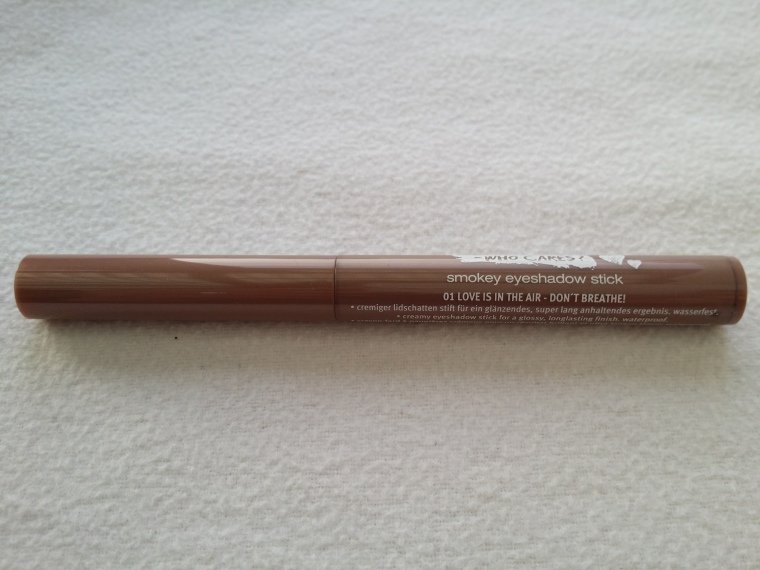 -WHO CARES?
smokey eyeshadow stick
01 LOVE IS IN THE AIR - DON´T BREATHE!
• cremiger lidschatten stift für ein glänzendes, super lang anhaltendes ergebnis. wasserfest.
• creamy eyeshadow stick for a glossy, longlasting finish. waterproof.